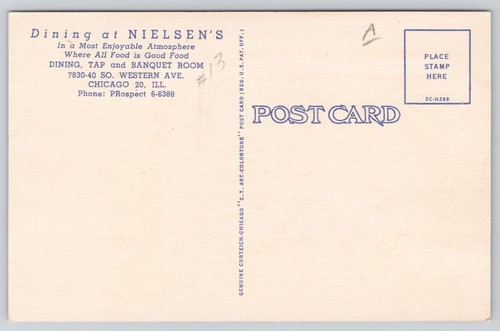 Dining at NIELSEN'S
In a Most Enjoyable Atmosphere
Where All Food is Good Food
DINING, TAP and BANQUET ROOM
7830-40 SO. WESTERN AVE.
CHICAGO 20, ILL.
Phone: PRospect 6-6388
#13
GENUINE CURTEICH-CHICAGO "C.T. ART-COLORTONE" POST CARD (REG. U.S. PAT. OFF.)
A
POST CARD
PLACE
STAMP
HERE
2C-H299